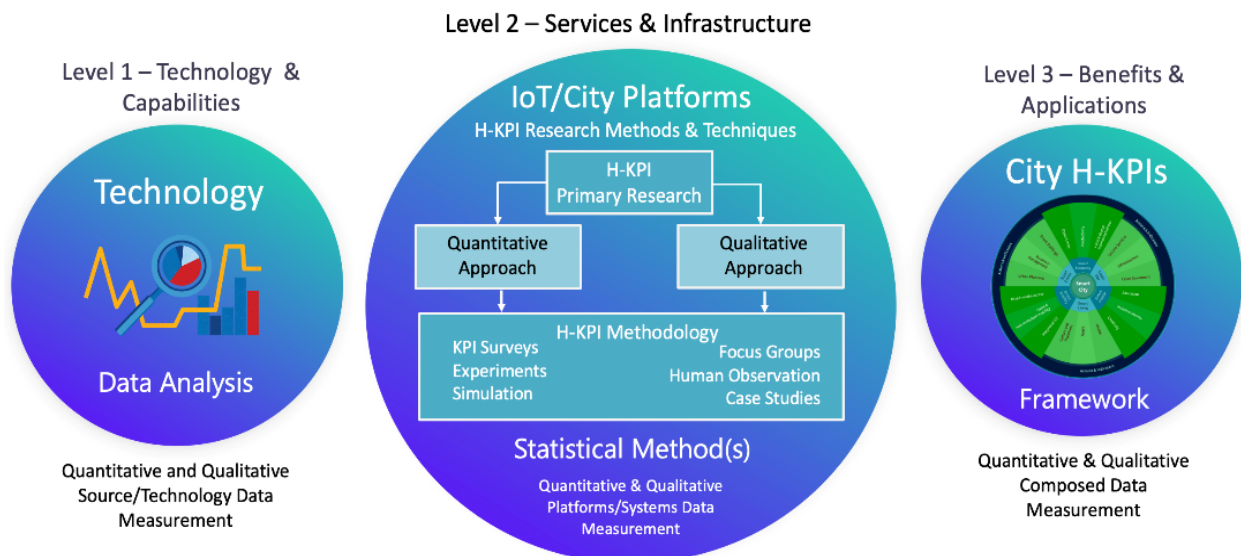 Level 2 – Services & Infrastructure
Level 1 – Technology &
Capabilities
Technology
Data Analysis
Quantitative and Qualitative
Source/Technology Data
Measurement
IoT/City Platforms
H-KPI Research Methods & Techniques
H-KPI
Primary Research
Quantitative
Approach
Qualitative
Approach
H-KPI Methodology
KPI Surveys
Experiments
Simulation
Focus Groups
Human Observation
Case Studies
Statistical Method(s)
Quantitative & Qualitative
Platforms/Systems Data
Measurement
Level 3 – Benefits &
Applications
City H-KPIs
Smart
City
Framework
Quantitative & Qualitative
Composed Data
Measurement